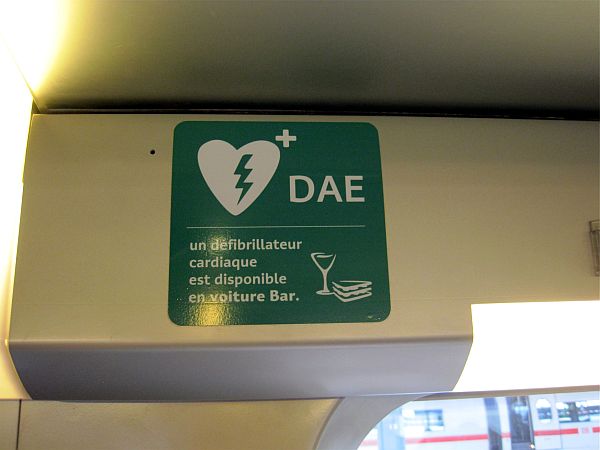 DAE
un défibrillateur
cardiaque
est disponible
en voiture Bar.